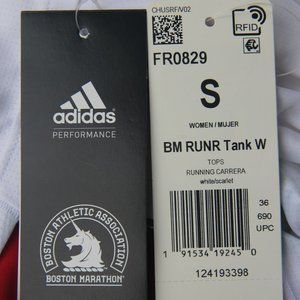 adidas
PERFORMANCE
BOSTON ATHLETIC ASSOCIATION
BOSTON MARATHON
CHUSRF/V02
RFID
FR0829
S
WOMEN / MUJER
BM RUNR Tank W
TOPS
RUNNING CARRERA
white/scarlet
36
690
UPC
1 91534 19245 0
124193398